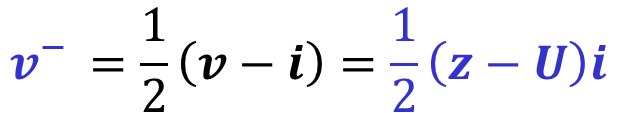 v⁻ = 1/2 (v − i) = 1/2 (z − U)i